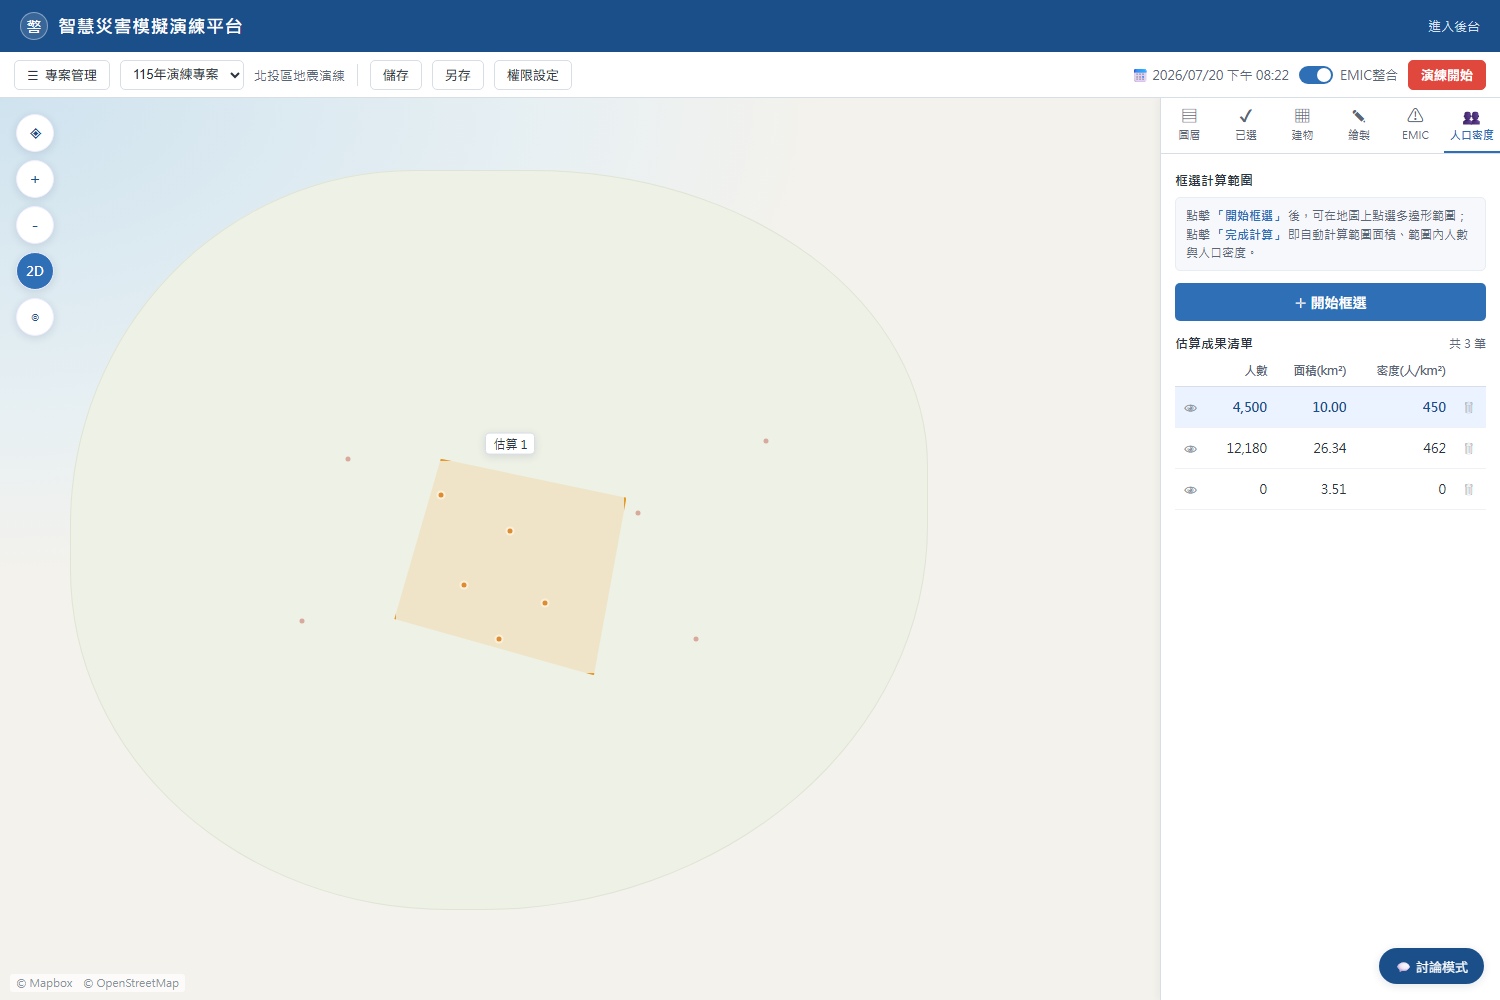 警 智慧災害模擬演練平台 進入後台
☰ 專案管理 115年演練專案 北投區地震演練 儲存 另存 權限設定 2026/07/20 下午 08:22 EMIC整合 演練開始
圖層 已選 建物 繪製 EMIC 人口密度
+
-
2D
框選計算範圍
點擊「開始框選」後，可在地圖上點選多邊形範圍；
點擊「完成計算」即自動計算範圍面積、範圍內人數
與人口密度。
＋ 開始框選
估算成果清單 共 3 筆
人數 面積(km²) 密度(人/km²)
4,500 10.00 450
12,180 26.34 462
0 3.51 0
估算 1
討論模式
© Mapbox © OpenStreetMap